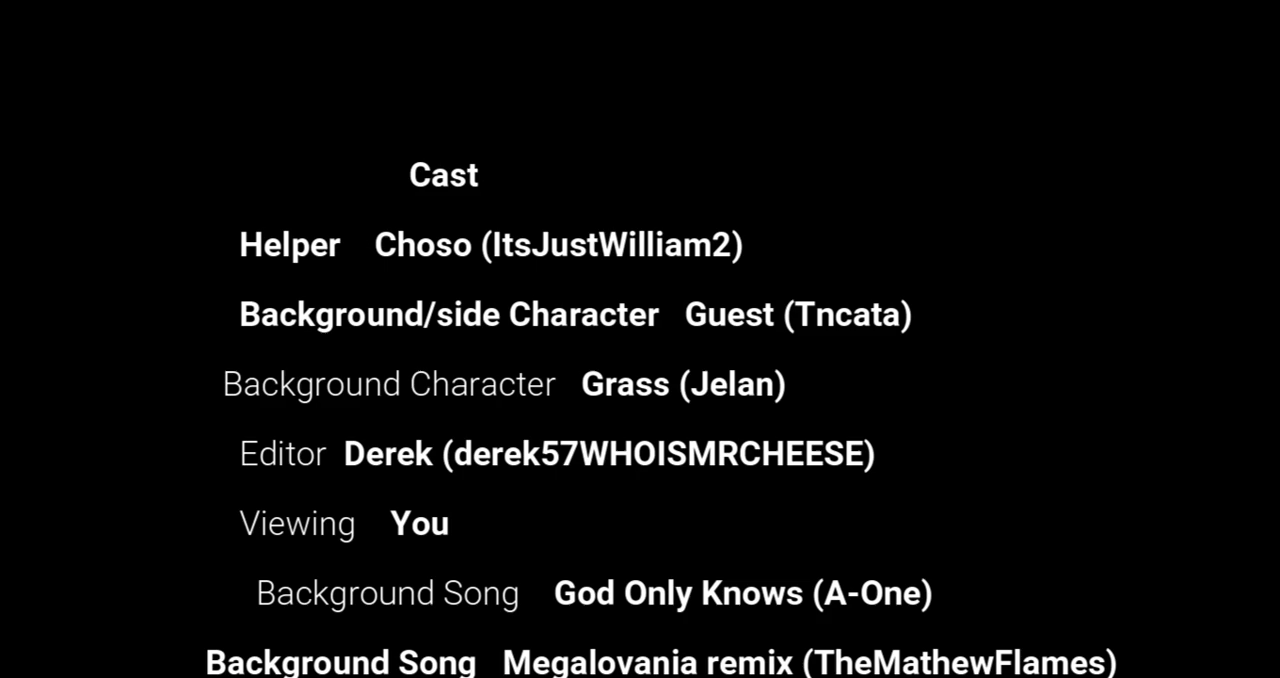 Cast
Helper Choso (ItsJustWilliam2)
Background/side Character Guest (Tncata)
Background Character Grass (Jelan)
Editor Derek (derek57WHOISMRCHEESE)
Viewing You
Background Song God Only Knows (A-One)
Background Song Megalovania remix (TheMathewFlames)